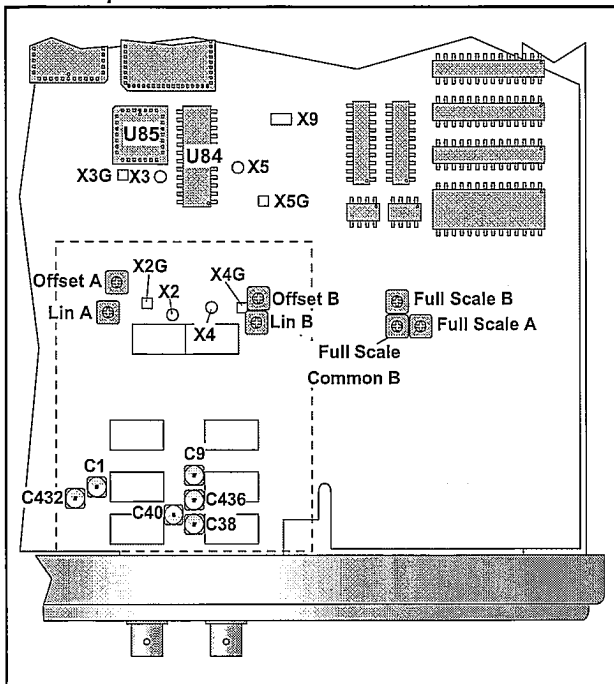 U85
U84
X9
X3G
X3
X5
X5G
X2G
X4G
Offset A
X2
Offset B
Full Scale B
Lin A
X4
Lin B
Full Scale A
Full Scale
Common B
C1
C9
C432
C436
C40
C38